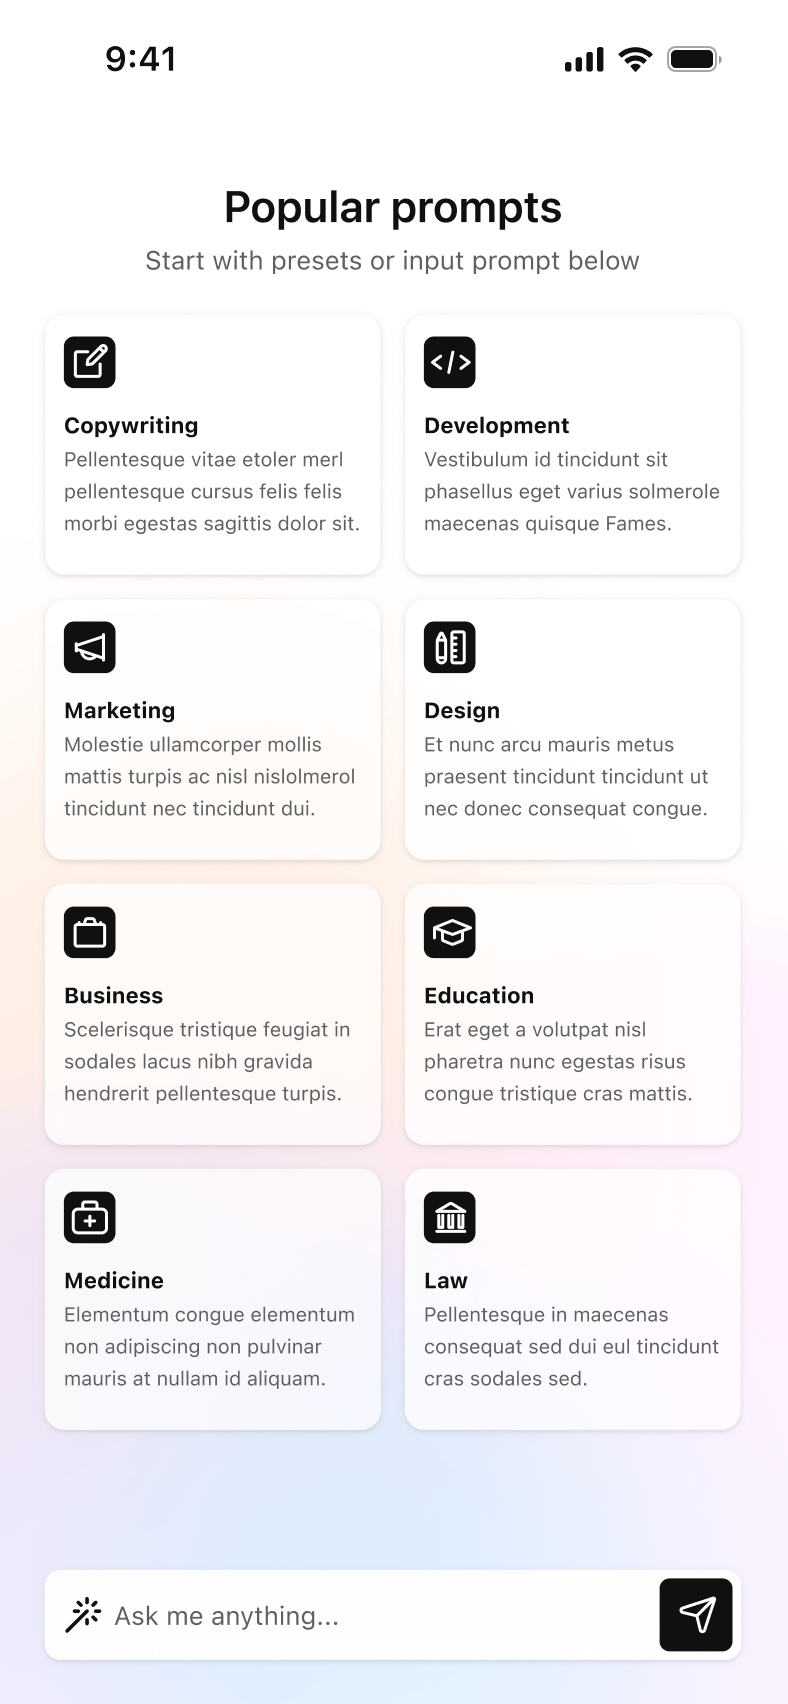 9:41
Popular prompts
Start with presets or input prompt below
Copywriting
Pellentesque vitae etoler merl
pellentesque cursus felis felis
morbi egestas sagittis dolor sit.
Development
Vestibulum id tincidunt sit
phasellus eget varius solmerole
maecenas quisque Fames.
Marketing
Molestie ullamcorper mollis
mattis turpis ac nisl nislolmerol
tincidunt nec tincidunt dui.
Design
Et nunc arcu mauris metus
praesent tincidunt tincidunt ut
nec donec consequat congue.
Business
Scelerisque tristique feugiat in
sodales lacus nibh gravida
hendrerit pellentesque turpis.
Education
Erat eget a volutpat nisl
pharetra nunc egestas risus
congue tristique cras mattis.
Medicine
Elementum congue elementum
non adipiscing non pulvinar
mauris at nullam id aliquam.
Law
Pellentesque in maecenas
consequat sed dui eul tincidunt
cras sodales sed.
Ask me anything...